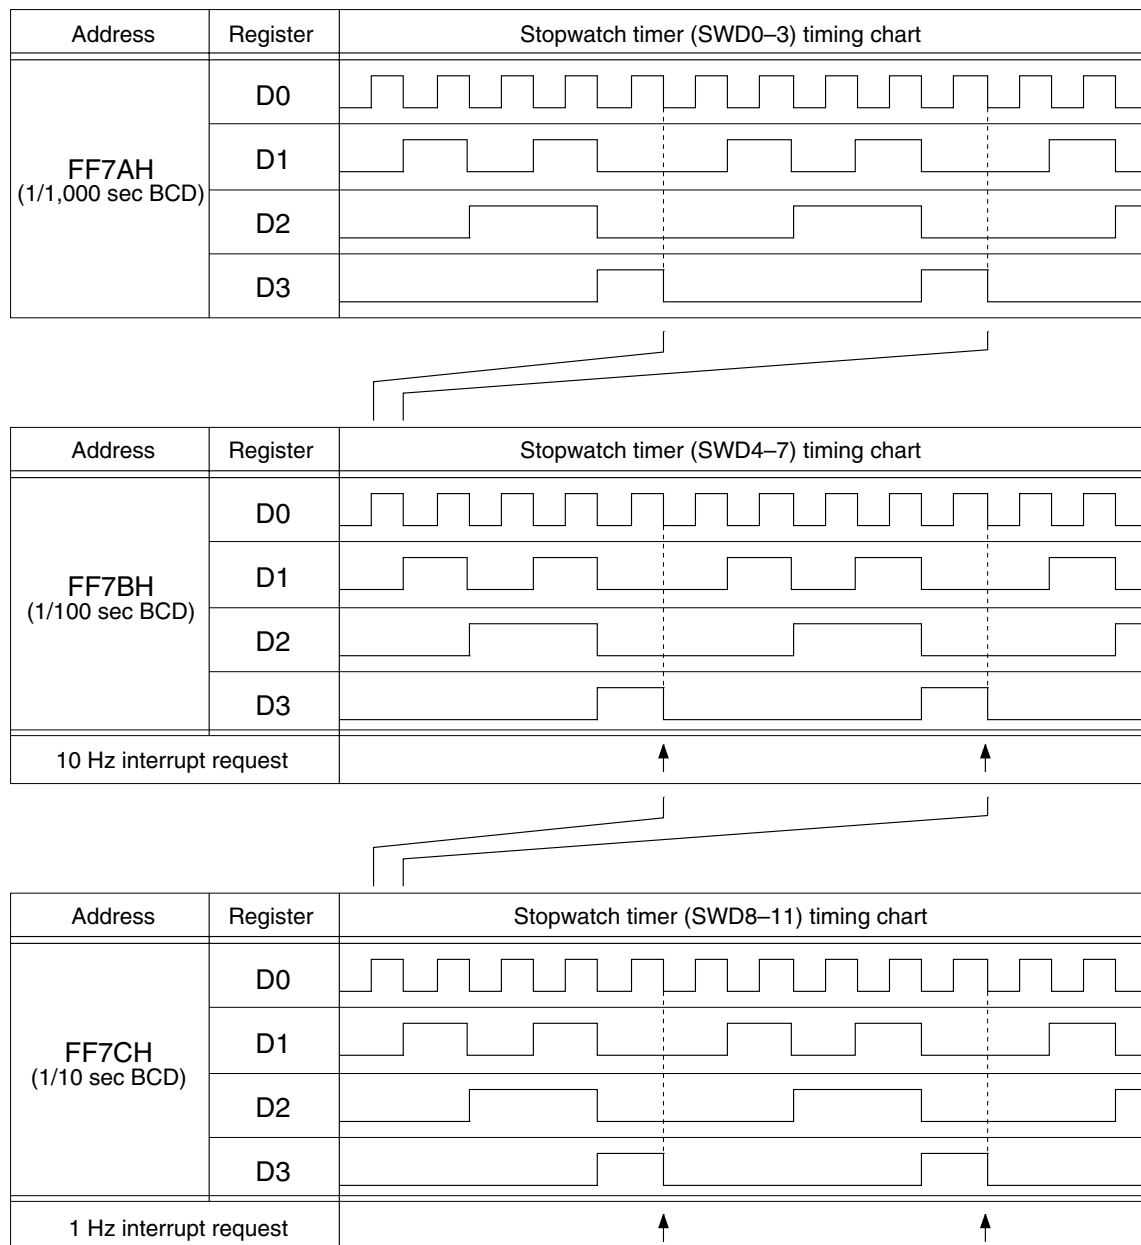 Address Register Stopwatch timer (SWD0–3) timing chart
FF7AH
(1/1,000 sec BCD)
D0
D1
D2
D3
Address Register Stopwatch timer (SWD4–7) timing chart
FF7BH
(1/100 sec BCD)
D0
D1
D2
D3
10 Hz interrupt request
Address Register Stopwatch timer (SWD8–11) timing chart
FF7CH
(1/10 sec BCD)
D0
D1
D2
D3
1 Hz interrupt request